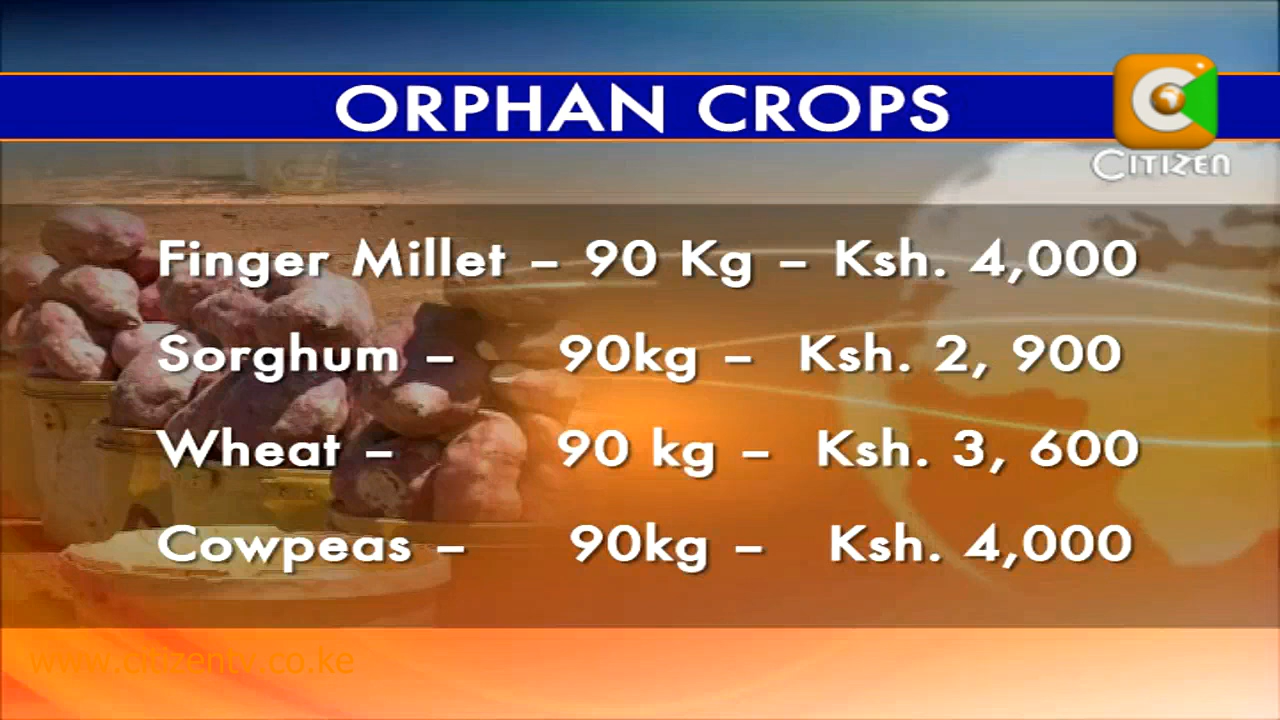 ORPHAN CROPS
CITIZEN
Finger Millet – 90 Kg – Ksh. 4,000
Sorghum – 90kg – Ksh. 2, 900
Wheat – 90 kg – Ksh. 3, 600
Cowpeas – 90kg – Ksh. 4,000
www.citizentv.co.ke